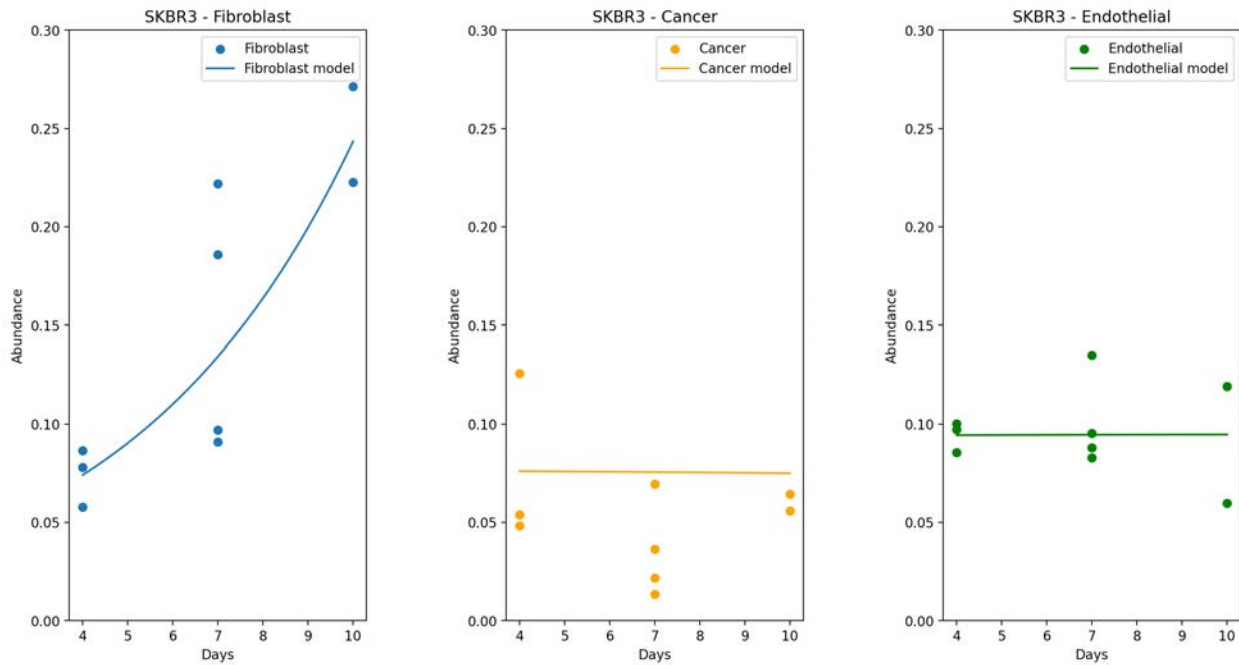 SKBR3 - Fibroblast
Fibroblast
Fibroblast model
0.30
0.25
0.20
0.15
0.10
0.05
0.00
Abundance
4 5 6 7 8 9 10
Days
SKBR3 - Cancer
Cancer
Cancer model
0.30
0.25
0.20
0.15
0.10
0.05
0.00
Abundance
4 5 6 7 8 9 10
Days
SKBR3 - Endothelial
Endothelial
Endothelial model
0.30
0.25
0.20
0.15
0.10
0.05
0.00
Abundance
4 5 6 7 8 9 10
Days